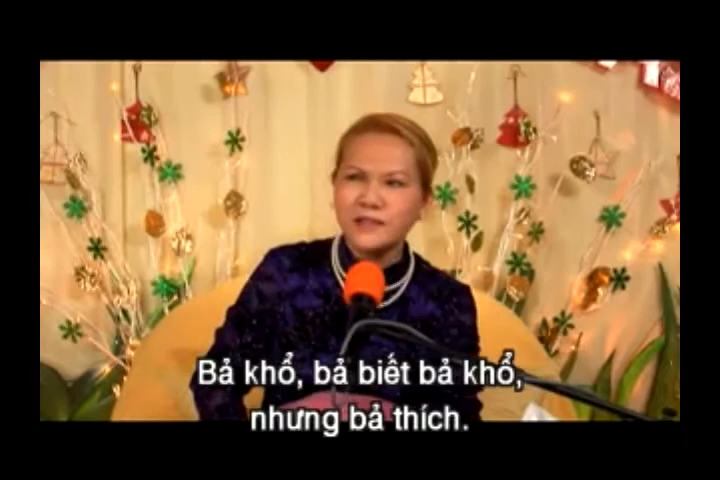 Bả khổ, bả biết bả khổ,
nhưng bả thích.